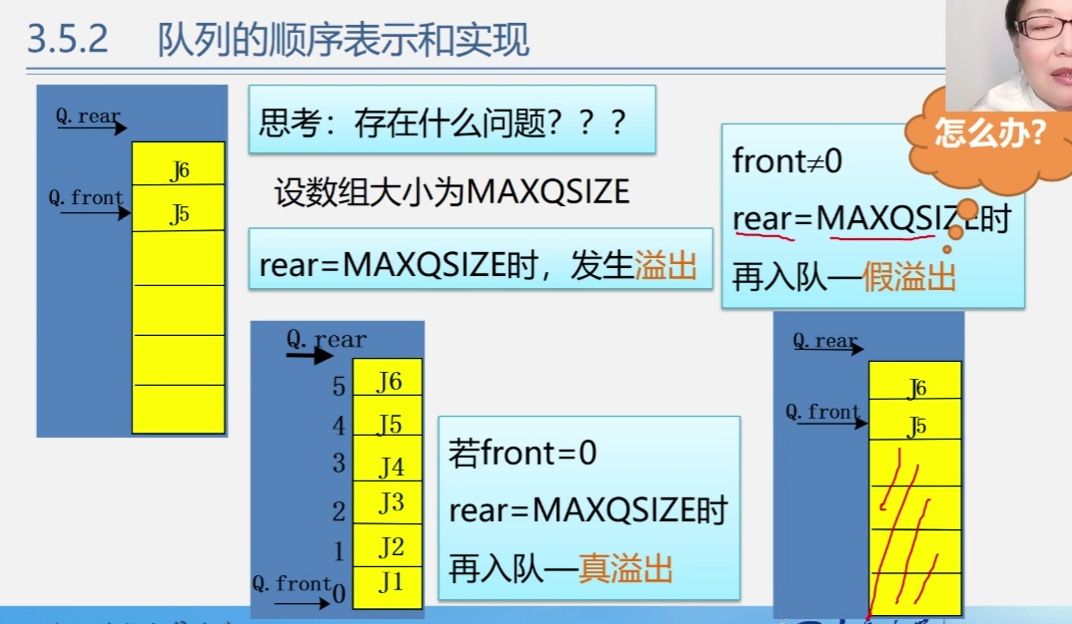 3.5.2 队列的顺序表示和实现
Q.rear
J6
Q.front
J5
思考：存在什么问题？？？
设数组大小为MAXQSIZE
rear=MAXQSIZE时，发生溢出
怎么办?
front≠0
rear=MAXQSIZE时
再入队—假溢出
Q.rear
5 J6
4 J5
3 J4
2 J3
1 J2
Q.front 0 J1
若front=0
rear=MAXQSIZE时
再入队—真溢出
Q.rear
J6
Q.front
J5